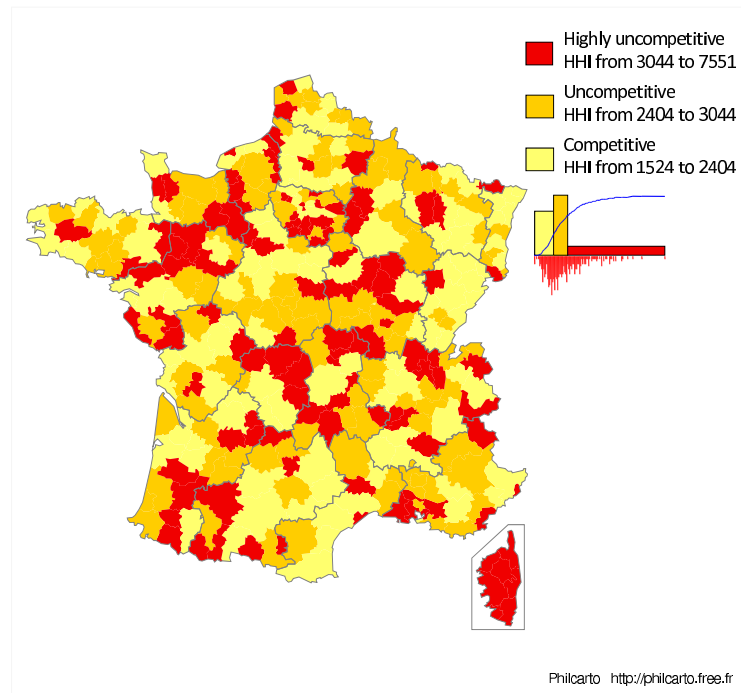 Highly uncompetitive
HHI from 3044 to 7551
Uncompetitive
HHI from 2404 to 3044
Competitive
HHI from 1524 to 2404
Philcarto http://philcarto.free.fr